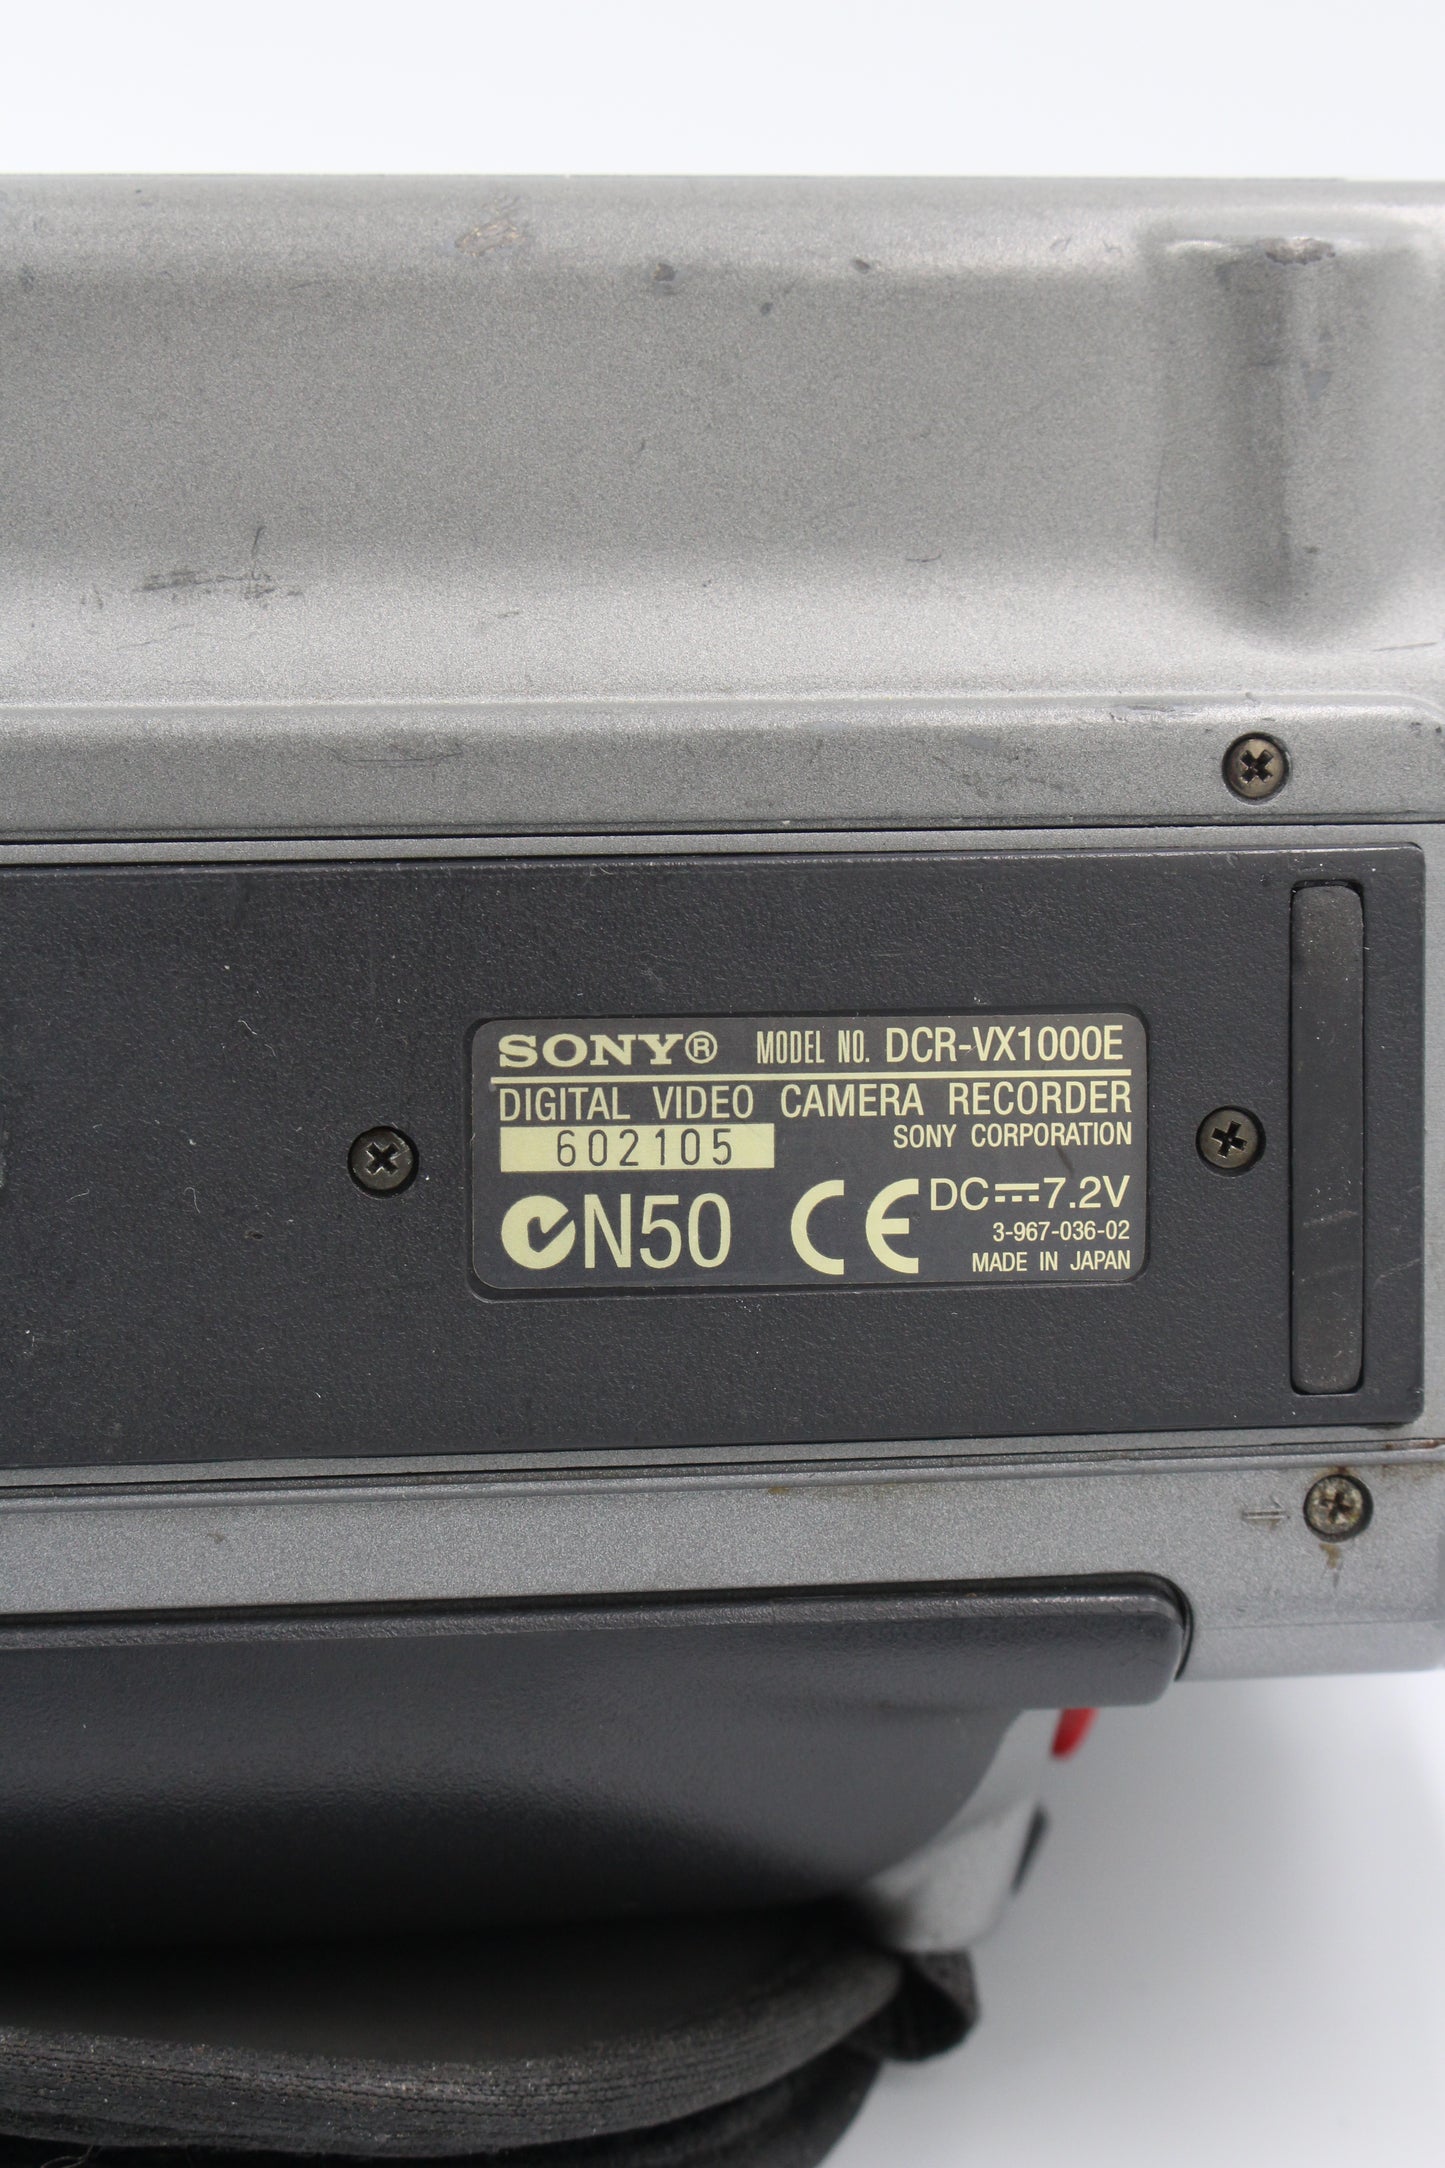 SONY® MODEL NO. DCR-VX1000E
DIGITAL VIDEO CAMERA RECORDER
602105 SONY CORPORATION
N50 CE DC 7.2V
3-967-036-02
MADE IN JAPAN